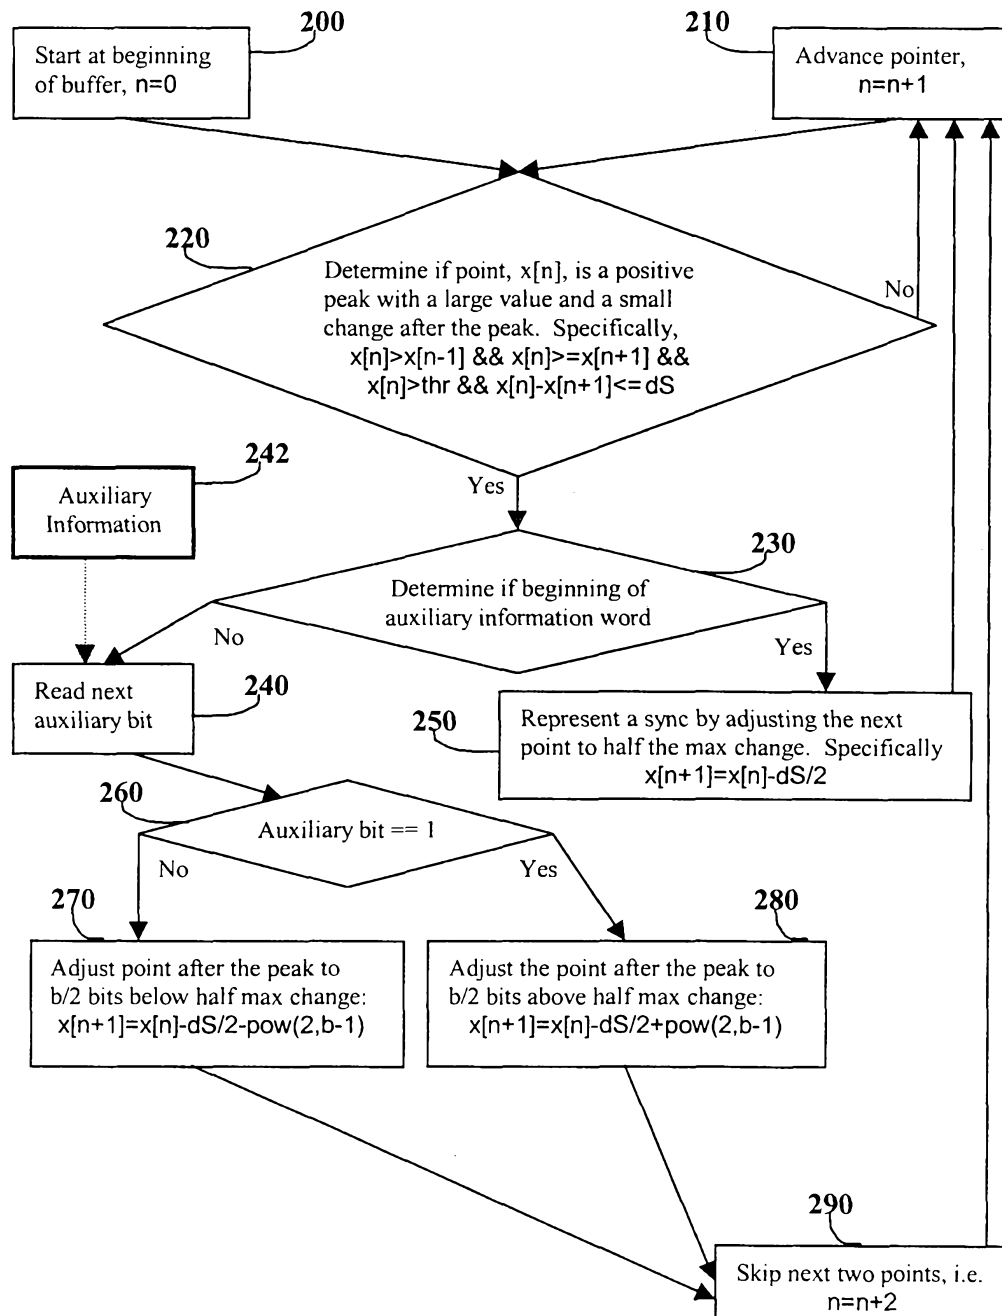 200
Start at beginning
of buffer, n=0
210
Advance pointer,
n=n+1
220
Determine if point, x[n], is a positive
peak with a large value and a small
change after the peak. Specifically,
x[n]>x[n-1] && x[n]>=x[n+1] &&
x[n]>thr && x[n]-x[n+1]<=dS
No
Yes
242
Auxiliary
Information
230
Determine if beginning of
auxiliary information word
No
Yes
240
Read next
auxiliary bit
250
Represent a sync by adjusting the next
point to half the max change. Specifically
x[n+1]=x[n]-dS/2
260
Auxiliary bit == 1
No
Yes
270
Adjust point after the peak to
b/2 bits below half max change:
x[n+1]=x[n]-dS/2-pow(2,b-1)
280
Adjust the point after the peak to
b/2 bits above half max change:
x[n+1]=x[n]-dS/2+pow(2,b-1)
290
Skip next two points, i.e.
n=n+2